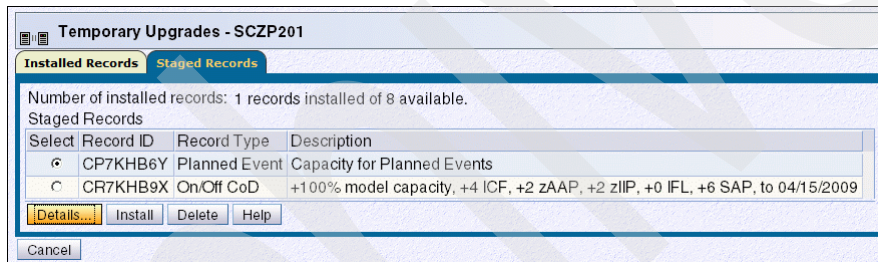 Temporary Upgrades - SCZP201
Installed Records Staged Records
Number of installed records: 1 records installed of 8 available.
Staged Records
Select Record ID Record Type Description
CP7KHB6Y Planned Event Capacity for Planned Events
CR7KHB9X On/Off CoD +100% model capacity, +4 ICF, +2 zAAP, +2 zIIP, +0 IFL, +6 SAP, to 04/15/2009
Details... Install Delete Help
Cancel